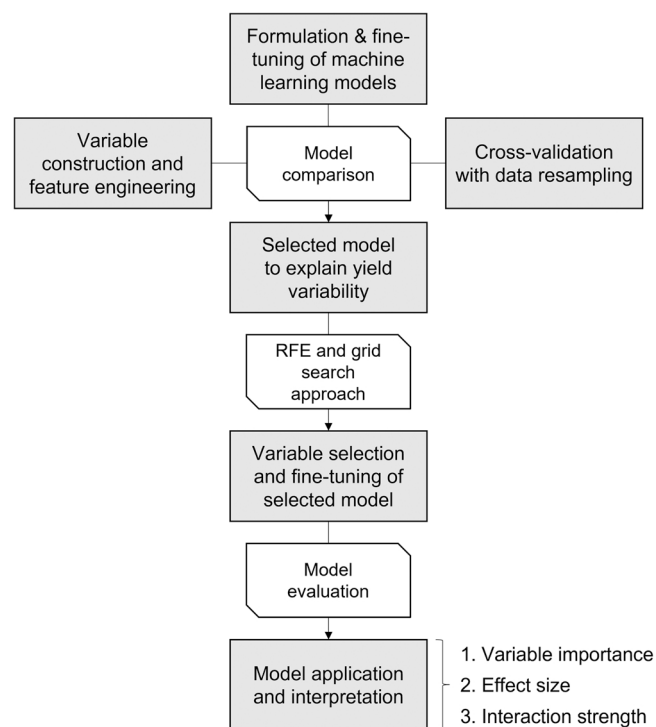 Formulation & fine-
tuning of machine
learning models
Variable
construction and
feature engineering
Model
comparison
Cross-validation
with data resampling
Selected model
to explain yield
variability
RFE and grid
search
approach
Variable selection
and fine-tuning of
selected model
Model
evaluation
Model application
and interpretation
1. Variable importance
2. Effect size
3. Interaction strength